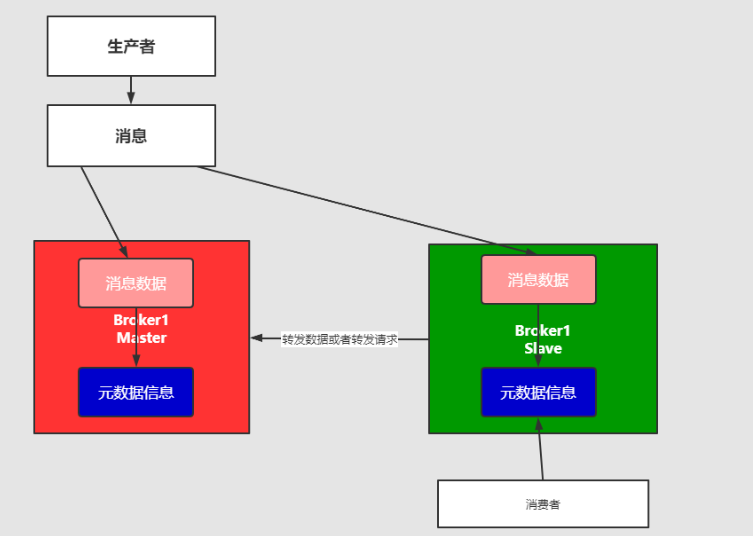 生产者
消息
消息数据
Broker1
Master
元数据信息
转发数据或者转发请求
消息数据
Broker1
Slave
元数据信息
消费者